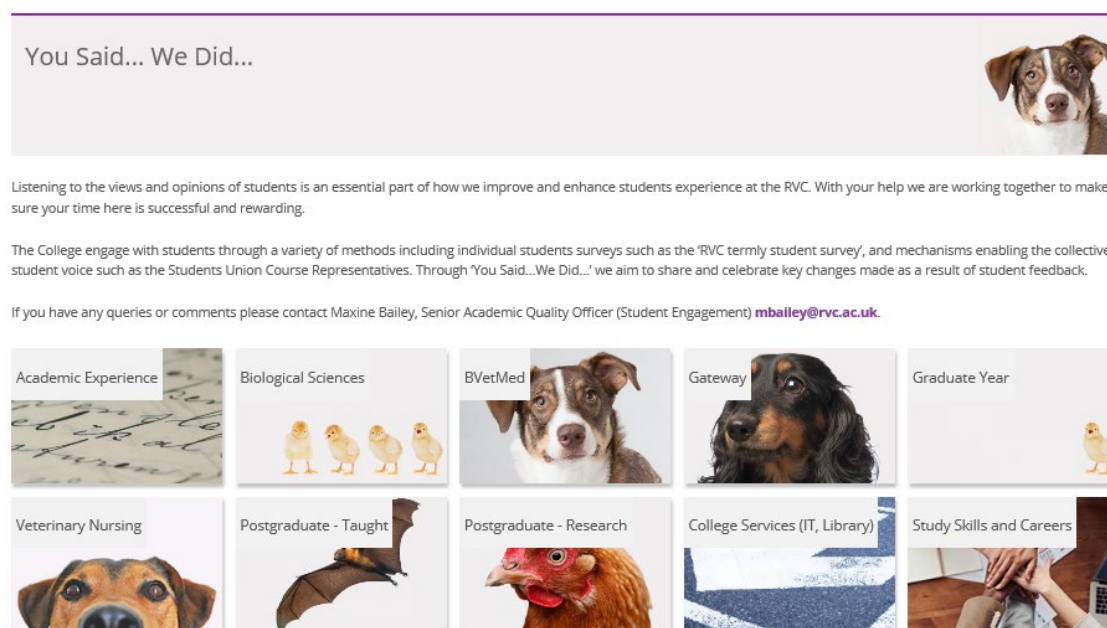 You Said... We Did...
Listening to the views and opinions of students is an essential part of how we improve and enhance students experience at the RVC. With your help we are working together to make
sure your time here is successful and rewarding.
The College engage with students through a variety of methods including individual students surveys such as the ‘RVC termly student survey’, and mechanisms enabling the collective
student voice such as the Students Union Course Representatives. Through ‘You Said...We Did...’ we aim to share and celebrate key changes made as a result of student feedback.
If you have any queries or comments please contact Maxine Bailey, Senior Academic Quality Officer (Student Engagement) mbailey@rvc.ac.uk.
Academic Experience
Biological Sciences
BVetMed
Gateway
Graduate Year
Veterinary Nursing
Postgraduate - Taught
Postgraduate - Research
College Services (IT, Library)
Study Skills and Careers